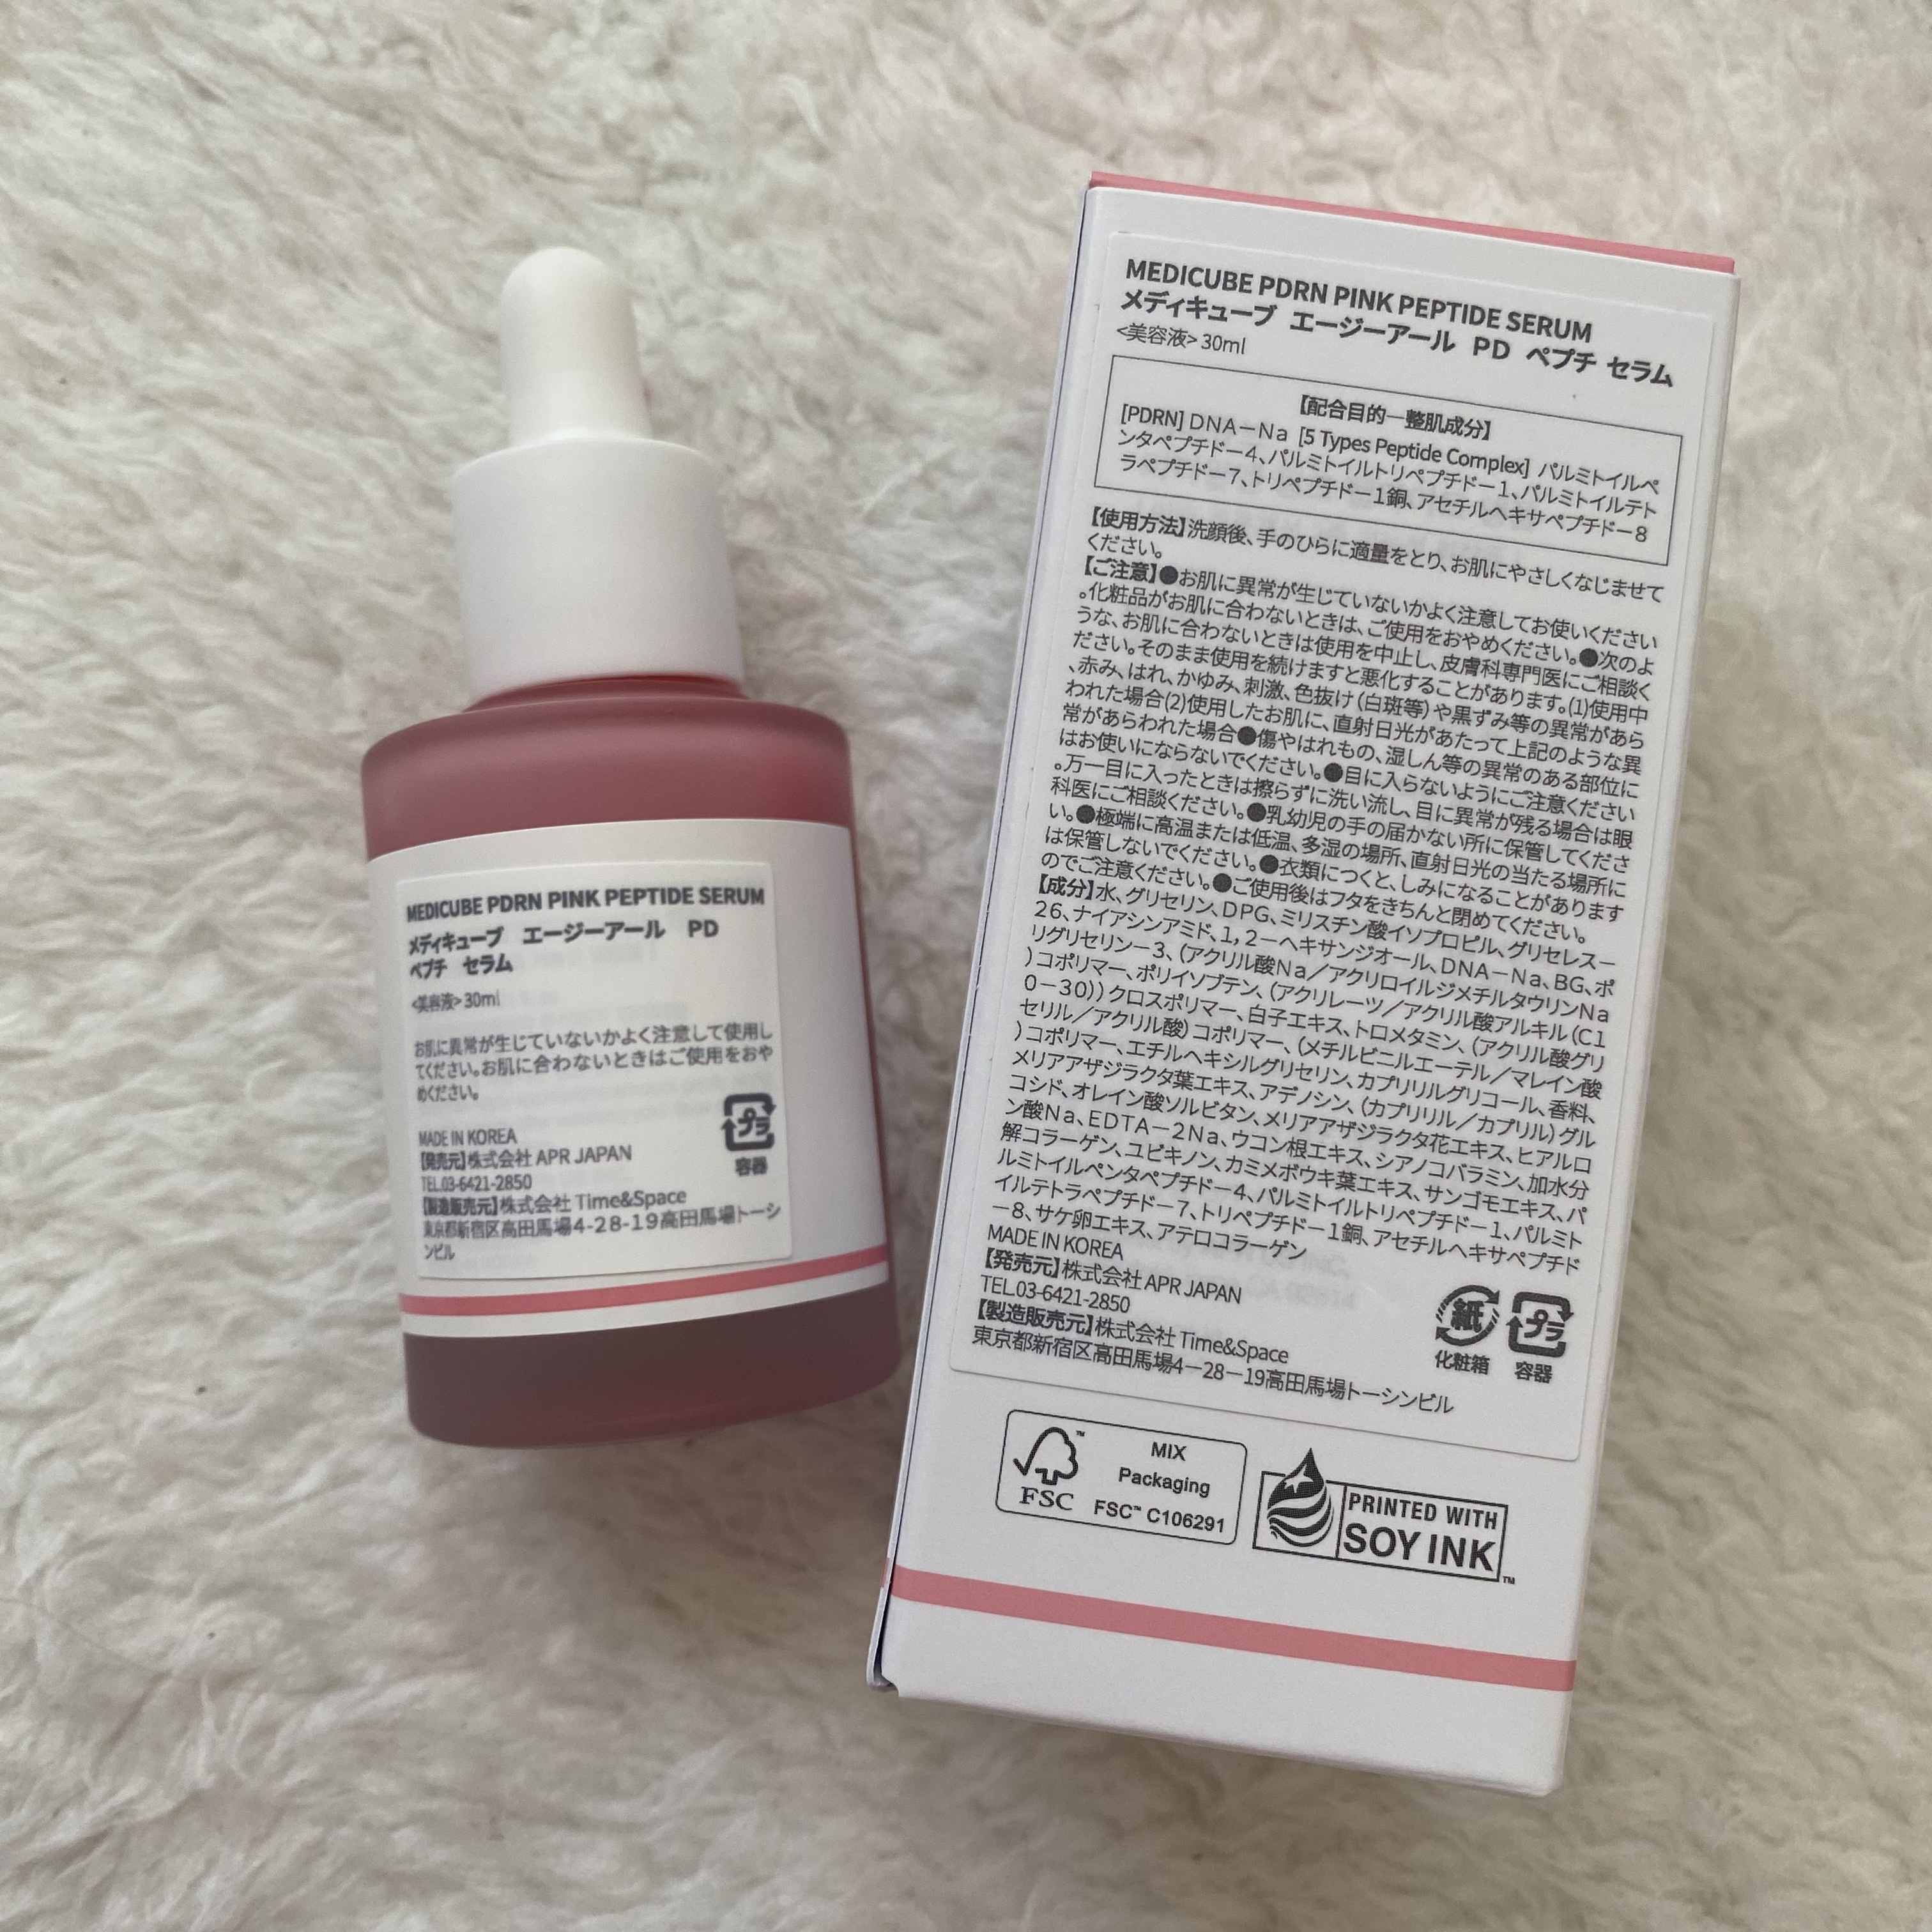 MEDICUBE PDRN PINK PEPTIDE SERUM
メディキューブ エージーアール PD
ペプチ セラム
<美容液> 30ml
お肌に異常が生じていないかよく注意して使用し
てください。お肌に合わないときはご使用をおや
めください。
プラ
容器
MADE IN KOREA
【発売元】株式会社 APR JAPAN
TEL.03-6421-2850
【製造販売元】株式会社 Time&Space
東京都新宿区高田馬場4-28-19高田馬場トーシ
ンビル
MEDICUBE PDRN PINK PEPTIDE SERUM
メディキューブ エージーアール PD ペプチ セラム
<美容液> 30ml
【配合目的―整肌成分】
[PDRN] DNA－Na [5 Types Peptide Complex] パルミトイルペ
ンタペプチドー4、パルミトイルトリペプチドー1、パルミトイルテト
ラペプチドー7、トリペプチドー1銅、アセチルヘキサペプチドー8
【使用方法】洗顔後、手のひらに適量をとり、お肌にやさしくなじませて
ください。
【ご注意】●お肌に異常が生じていないかよく注意してお使いください
。化粧品がお肌に合わないときは、ご使用をおやめください。●次のよ
うな、お肌に合わないときは使用を中止し、皮膚科専門医にご相談く
ださい。そのまま使用を続けますと悪化することがあります。(1)使用中
、赤み、はれ、かゆみ、刺激、色抜け(白斑等)や黒ずみ等の異常があら
われた場合(2)使用したお肌に、直射日光があたって上記のような異
常があらわれた場合●傷やはれもの、湿しん等の異常のある部位に
はお使いにならないでください。●目に入らないようにご注意ください
。万一目に入ったときは擦らずに洗い流し、目に異常が残る場合は眼
科医にご相談ください。●乳幼児の手の届かない所に保管してくださ
い。●極端に高温または低温、多湿の場所、直射日光の当たる場所に
は保管しないでください。●衣類につくと、しみになることがあります
のでご注意ください。●ご使用後はフタをきちんと閉めてください。
【成分】水、グリセリン、DPG、ミリスチン酸イソプロピル、グリセレスー
26、ナイアシンアミド、1，2－ヘキサンジオール、DNA－Na、BG、ポ
リグリセリン－3、(アクリル酸Na／アクリロイルジメチルタウリンNa
)コポリマー、ポリイソブテン、(アクリレーツ／アクリル酸アルキル(C1
0－30))クロスポリマー、白子エキス、トロメタミン、(アクリル酸グリ
セリル／アクリル酸)コポリマー、(メチルビニルエーテル／マレイン酸
)コポリマー、エチルヘキシルグリセリン、カプリリルグリコール、香料、
メリアアザジラクタ葉エキス、アデノシン、(カプリリル／カプリル)グル
コシド、オレイン酸ソルビタン、メリアアザジラクタ花エキス、ヒアルロ
ン酸Na、EDTA－2Na、ウコン根エキス、シアノコバラミン、加水分
解コラーゲン、ユビキノン、カミメボウキ葉エキス、サンゴモエキス、パ
ルミトイルペンタペプチドー4、パルミトイルトリペプチドー1、パルミト
イルテトラペプチドー7、トリペプチドー1銅、アセチルヘキサペプチド
－8、サケ卵エキス、アテロコラーゲン
MADE IN KOREA
【発売元】株式会社 APR JAPAN
TEL.03-6421-2850
【製造販売元】株式会社 Time&Space
東京都新宿区高田馬場4－28－19高田馬場トーシンビル
紙
化粧箱
プラ
容器
FSC
MIX
Packaging
FSC™ C106291
PRINTED WITH
SOY INK™